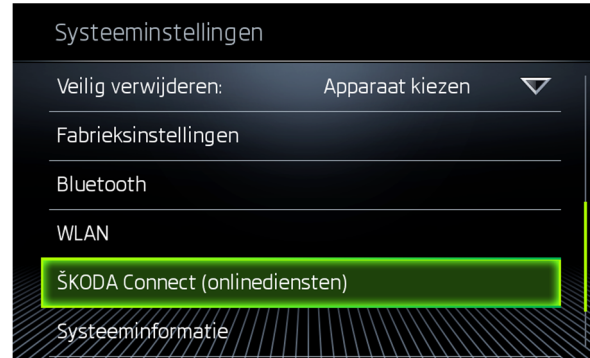 Systeeminstellingen
Veilig verwijderen: Apparaat kiezen
Fabrieksinstellingen
Bluetooth
WLAN
ŠKODA Connect (onlinediensten)
Systeeminformatie